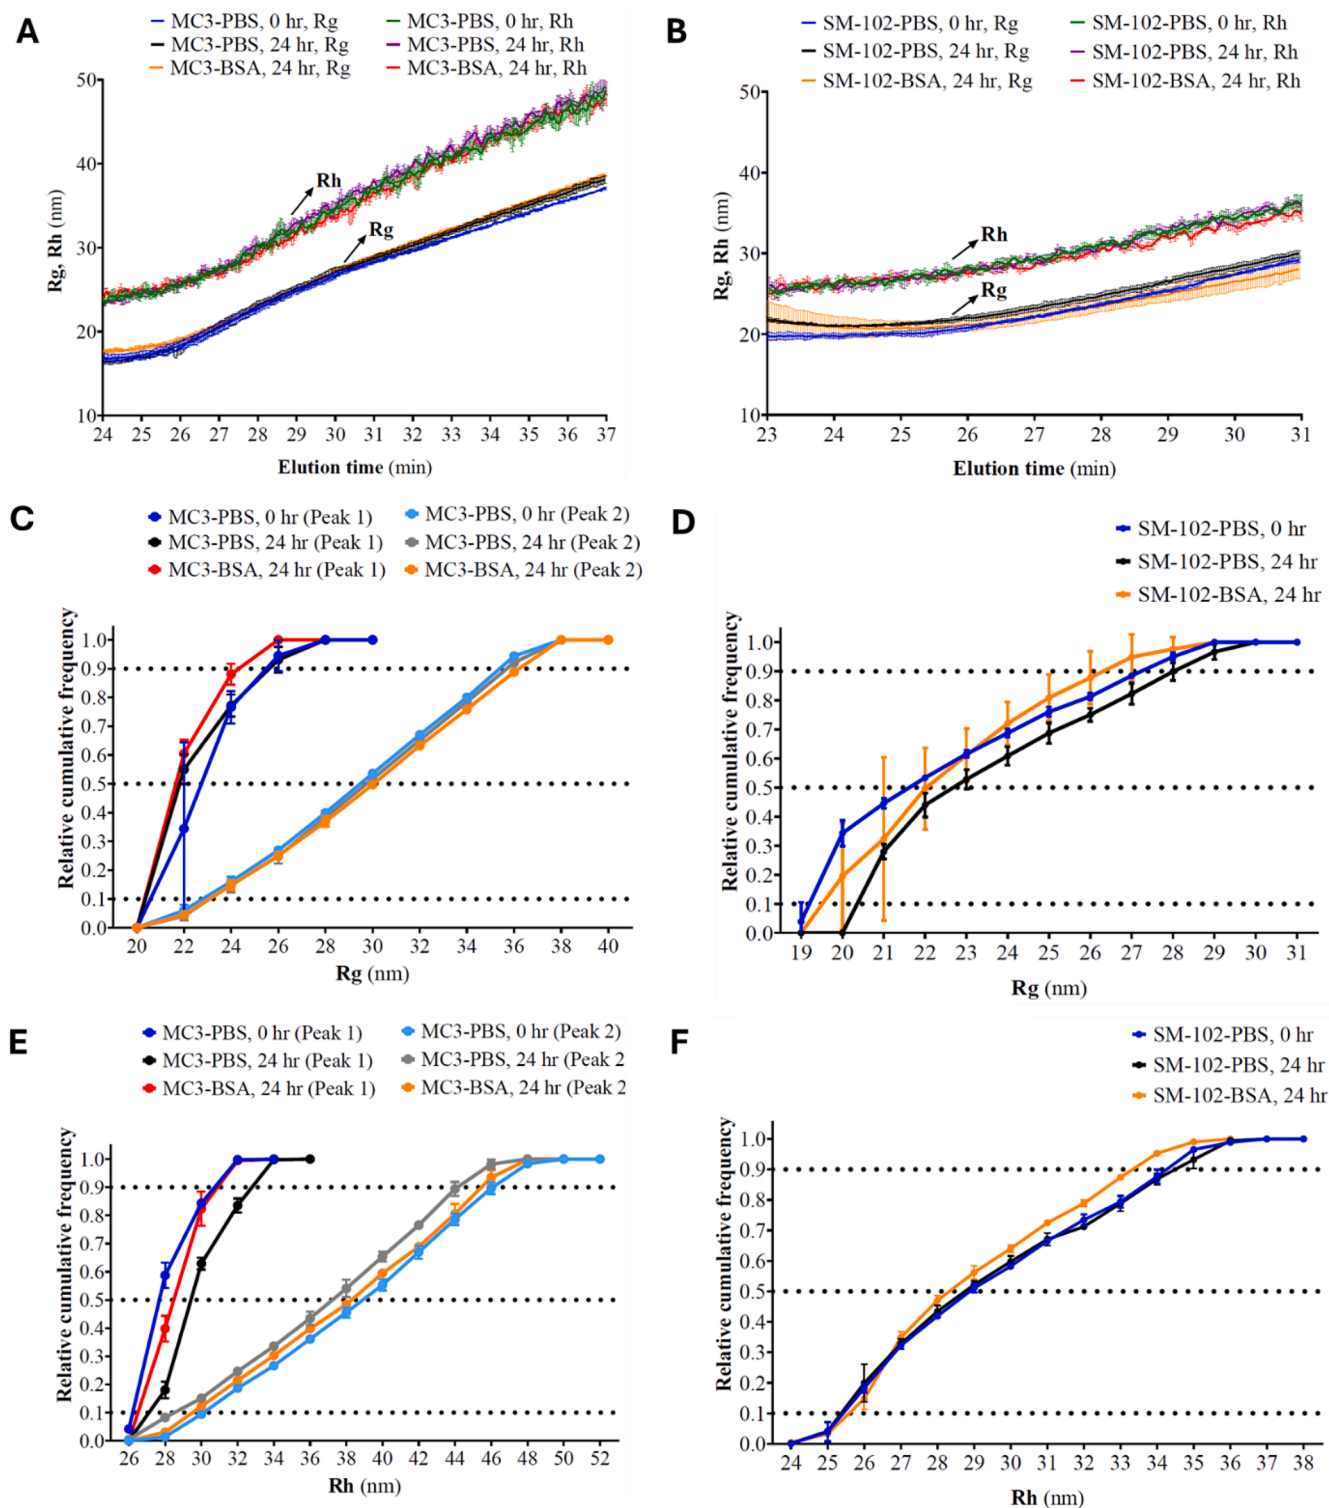 A
MC3-PBS, 0 hr, Rg
MC3-PBS, 0 hr, Rh
MC3-PBS, 24 hr, Rg
MC3-PBS, 24 hr, Rh
MC3-BSA, 24 hr, Rg
MC3-BSA, 24 hr, Rh
50
40
30
20
10
Rg, Rh (nm)
Rh
Rg
24 25 26 27 28 29 30 31 32 33 34 35 36 37
Elution time (min)
B
SM-102-PBS, 0 hr, Rg
SM-102-PBS, 0 hr, Rh
SM-102-PBS, 24 hr, Rg
SM-102-PBS, 24 hr, Rh
SM-102-BSA, 24 hr, Rg
SM-102-BSA, 24 hr, Rh
50
40
30
20
10
Rg, Rh (nm)
Rh
Rg
23 24 25 26 27 28 29 30 31
Elution time (min)
C
MC3-PBS, 0 hr (Peak 1)
MC3-PBS, 0 hr (Peak 2)
MC3-PBS, 24 hr (Peak 1)
MC3-PBS, 24 hr (Peak 2)
MC3-BSA, 24 hr (Peak 1)
MC3-BSA, 24 hr (Peak 2)
1.0
0.9
0.8
0.7
0.6
0.5
0.4
0.3
0.2
0.1
0.0
Relative cumulative frequency
20 22 24 26 28 30 32 34 36 38 40
Rg (nm)
D
SM-102-PBS, 0 hr
SM-102-PBS, 24 hr
SM-102-BSA, 24 hr
1.0
0.9
0.8
0.7
0.6
0.5
0.4
0.3
0.2
0.1
0.0
Relative cumulative frequency
19 20 21 22 23 24 25 26 27 28 29 30 31
Rg (nm)
E
MC3-PBS, 0 hr (Peak 1)
MC3-PBS, 0 hr (Peak 2)
MC3-PBS, 24 hr (Peak 1)
MC3-PBS, 24 hr (Peak 2
MC3-BSA, 24 hr (Peak 1)
MC3-BSA, 24 hr (Peak 2
1.0
0.9
0.8
0.7
0.6
0.5
0.4
0.3
0.2
0.1
0.0
Relative cumulative frequency
26 28 30 32 34 36 38 40 42 44 46 48 50 52
Rh (nm)
F
SM-102-PBS, 0 hr
SM-102-PBS, 24 hr
SM-102-BSA, 24 hr
1.0
0.9
0.8
0.7
0.6
0.5
0.4
0.3
0.2
0.1
0.0
Relative cumulative frequency
24 25 26 27 28 29 30 31 32 33 34 35 36 37 38
Rh (nm)